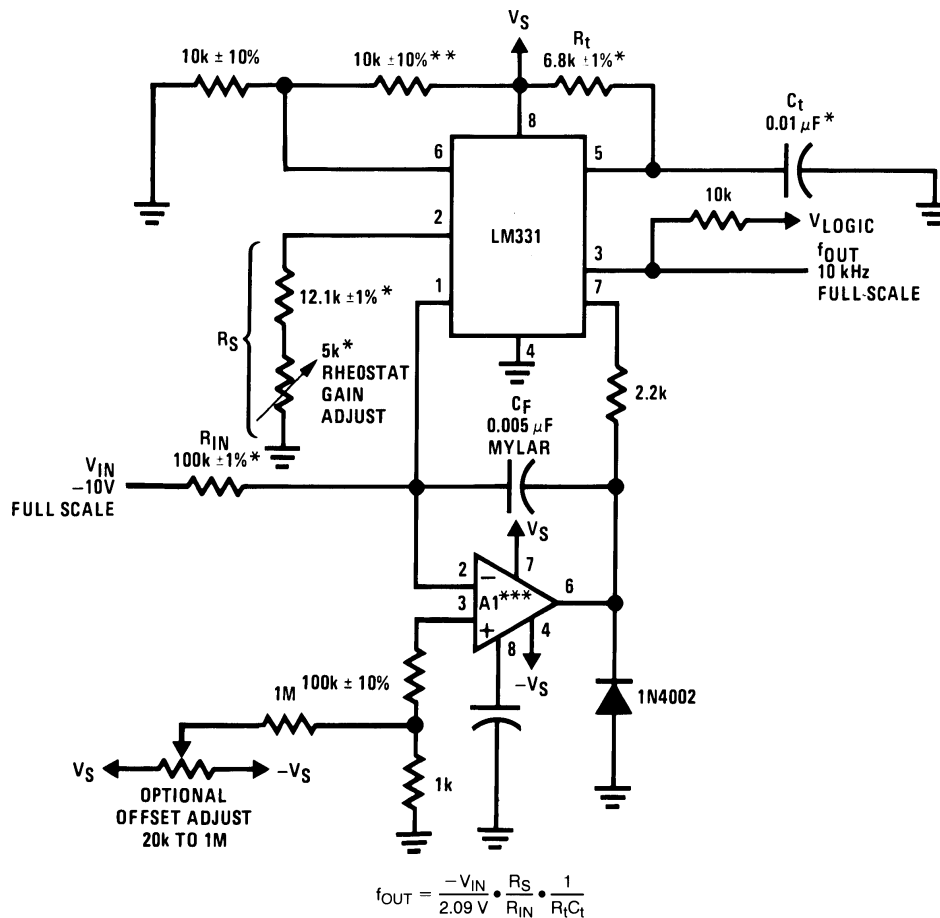 V_S
R_t
10k ± 10%
10k ±10%**
6.8k ±1%*
C_t
0.01 μF*
8
6
5
10k
2
LM331
V_LOGIC
3
f_OUT
10 kHz
FULL-SCALE
12.1k ±1%*
1
7
R_S
4
5k*
RHEOSTAT
GAIN
ADJUST
2.2k
C_F
0.005 μF
MYLAR
R_IN
100k ±1%*
V_IN
–10V
FULL SCALE
V_S
7
2
–
6
3
A1***
+
4
8
–V_S
100k ± 10%
1M
1N4002
V_S
–V_S
1k
OPTIONAL
OFFSET ADJUST
20k TO 1M
f_OUT = –V_IN/2.09 V • R_S/R_IN • 1/R_tC_t